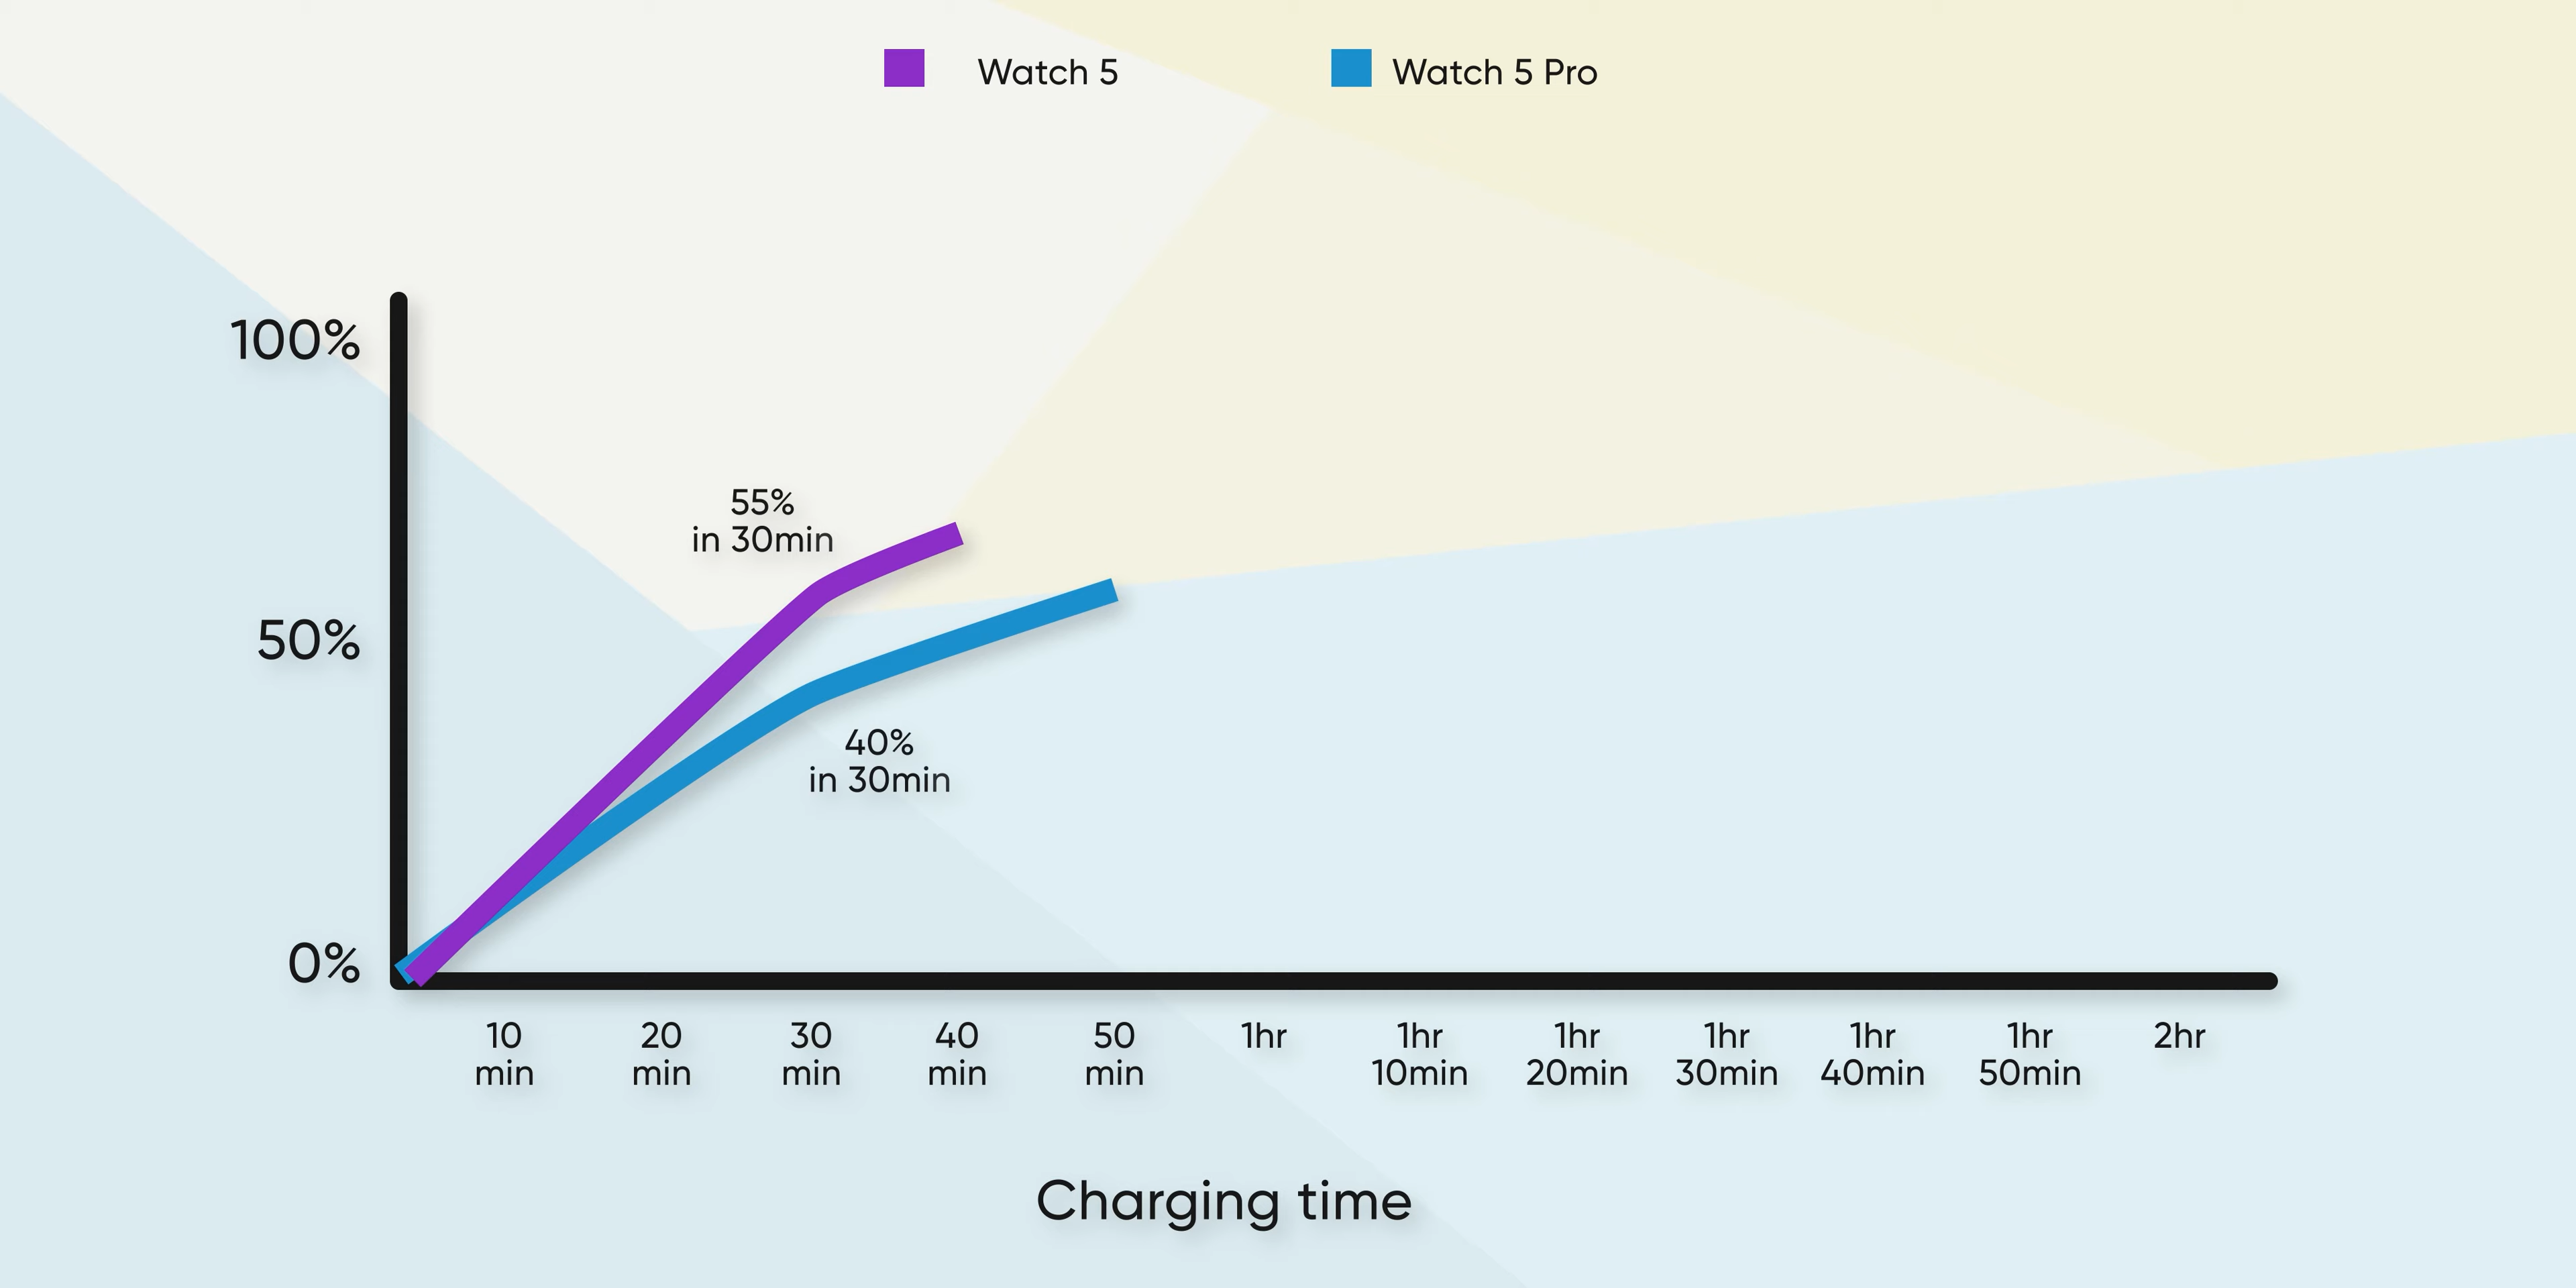 Watch 5
Watch 5 Pro
100%
50%
0%
55%
in 30min
40%
in 30min
10
min
20
min
30
min
40
min
50
min
1hr
1hr
10min
1hr
20min
1hr
30min
1hr
40min
1hr
50min
2hr
Charging time